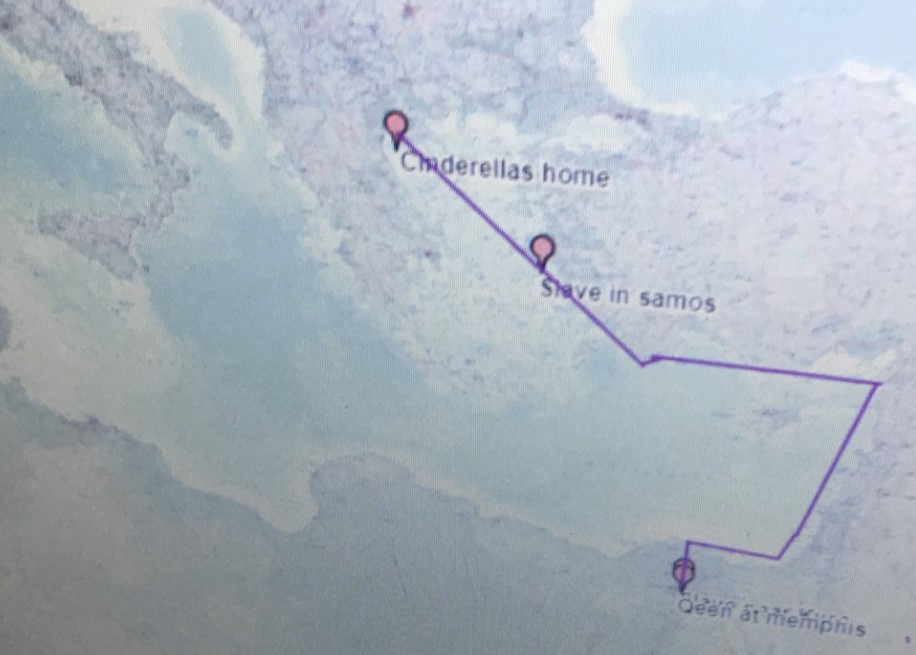 Cinderellas home
Slave in samos
Qeen at memphis